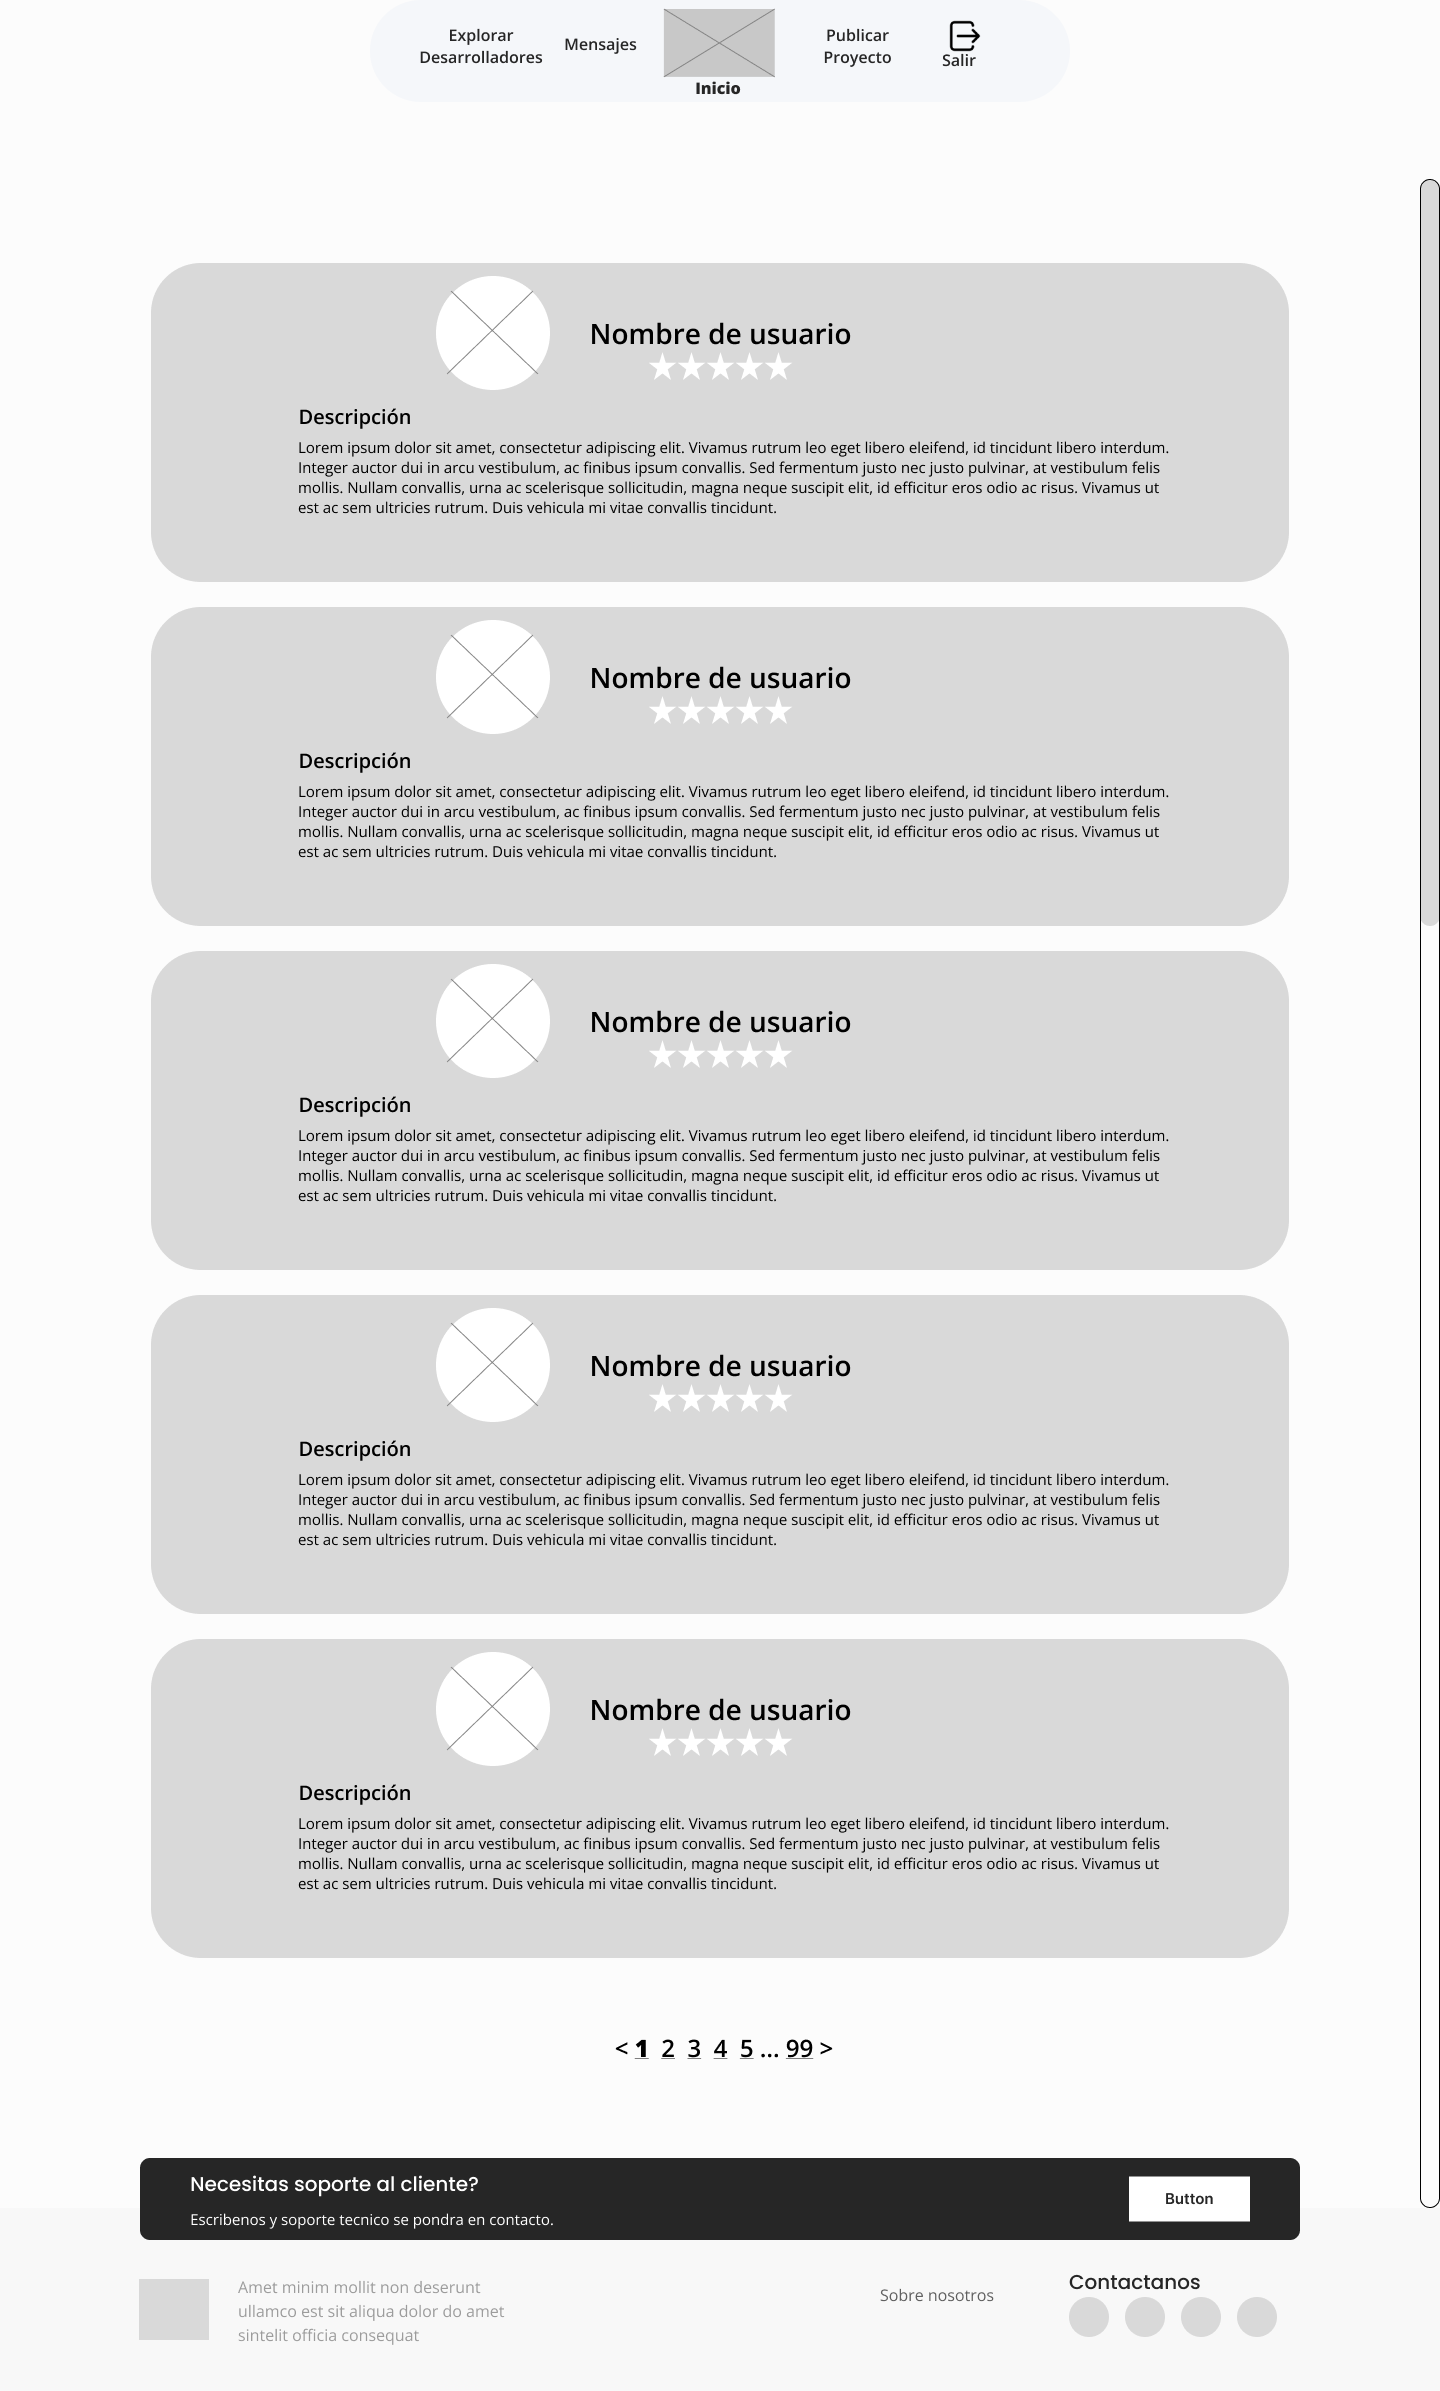 Explorar
Desarrolladores
Mensajes
Inicio
Publicar
Proyecto
Salir
Nombre de usuario
Descripción
Lorem ipsum dolor sit amet, consectetur adipiscing elit. Vivamus rutrum leo eget libero eleifend, id tincidunt libero interdum.
Integer auctor dui in arcu vestibulum, ac finibus ipsum convallis. Sed fermentum justo nec justo pulvinar, at vestibulum felis
mollis. Nullam convallis, urna ac scelerisque sollicitudin, magna neque suscipit elit, id efficitur eros odio ac risus. Vivamus ut
est ac sem ultricies rutrum. Duis vehicula mi vitae convallis tincidunt.
Nombre de usuario
Descripción
Lorem ipsum dolor sit amet, consectetur adipiscing elit. Vivamus rutrum leo eget libero eleifend, id tincidunt libero interdum.
Integer auctor dui in arcu vestibulum, ac finibus ipsum convallis. Sed fermentum justo nec justo pulvinar, at vestibulum felis
mollis. Nullam convallis, urna ac scelerisque sollicitudin, magna neque suscipit elit, id efficitur eros odio ac risus. Vivamus ut
est ac sem ultricies rutrum. Duis vehicula mi vitae convallis tincidunt.
Nombre de usuario
Descripción
Lorem ipsum dolor sit amet, consectetur adipiscing elit. Vivamus rutrum leo eget libero eleifend, id tincidunt libero interdum.
Integer auctor dui in arcu vestibulum, ac finibus ipsum convallis. Sed fermentum justo nec justo pulvinar, at vestibulum felis
mollis. Nullam convallis, urna ac scelerisque sollicitudin, magna neque suscipit elit, id efficitur eros odio ac risus. Vivamus ut
est ac sem ultricies rutrum. Duis vehicula mi vitae convallis tincidunt.
Nombre de usuario
Descripción
Lorem ipsum dolor sit amet, consectetur adipiscing elit. Vivamus rutrum leo eget libero eleifend, id tincidunt libero interdum.
Integer auctor dui in arcu vestibulum, ac finibus ipsum convallis. Sed fermentum justo nec justo pulvinar, at vestibulum felis
mollis. Nullam convallis, urna ac scelerisque sollicitudin, magna neque suscipit elit, id efficitur eros odio ac risus. Vivamus ut
est ac sem ultricies rutrum. Duis vehicula mi vitae convallis tincidunt.
Nombre de usuario
Descripción
Lorem ipsum dolor sit amet, consectetur adipiscing elit. Vivamus rutrum leo eget libero eleifend, id tincidunt libero interdum.
Integer auctor dui in arcu vestibulum, ac finibus ipsum convallis. Sed fermentum justo nec justo pulvinar, at vestibulum felis
mollis. Nullam convallis, urna ac scelerisque sollicitudin, magna neque suscipit elit, id efficitur eros odio ac risus. Vivamus ut
est ac sem ultricies rutrum. Duis vehicula mi vitae convallis tincidunt.
< 1 2 3 4 5 ... 99 >
Necesitas soporte al cliente?
Escribenos y soporte tecnico se pondra en contacto.
Button
Amet minim mollit non deserunt
ullamco est sit aliqua dolor do amet
sintelit officia consequat
Sobre nosotros
Contactanos